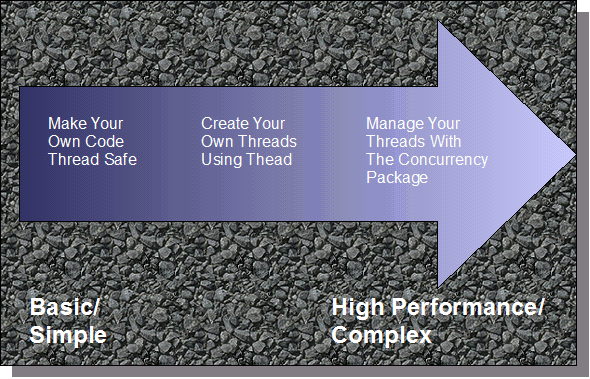 Make Your
Own Code
Thread Safe
Create Your
Own Threads
Using Thead
Manage Your
Threads With
The Concurrency
Package
Basic/
Simple
High Performance/
Complex